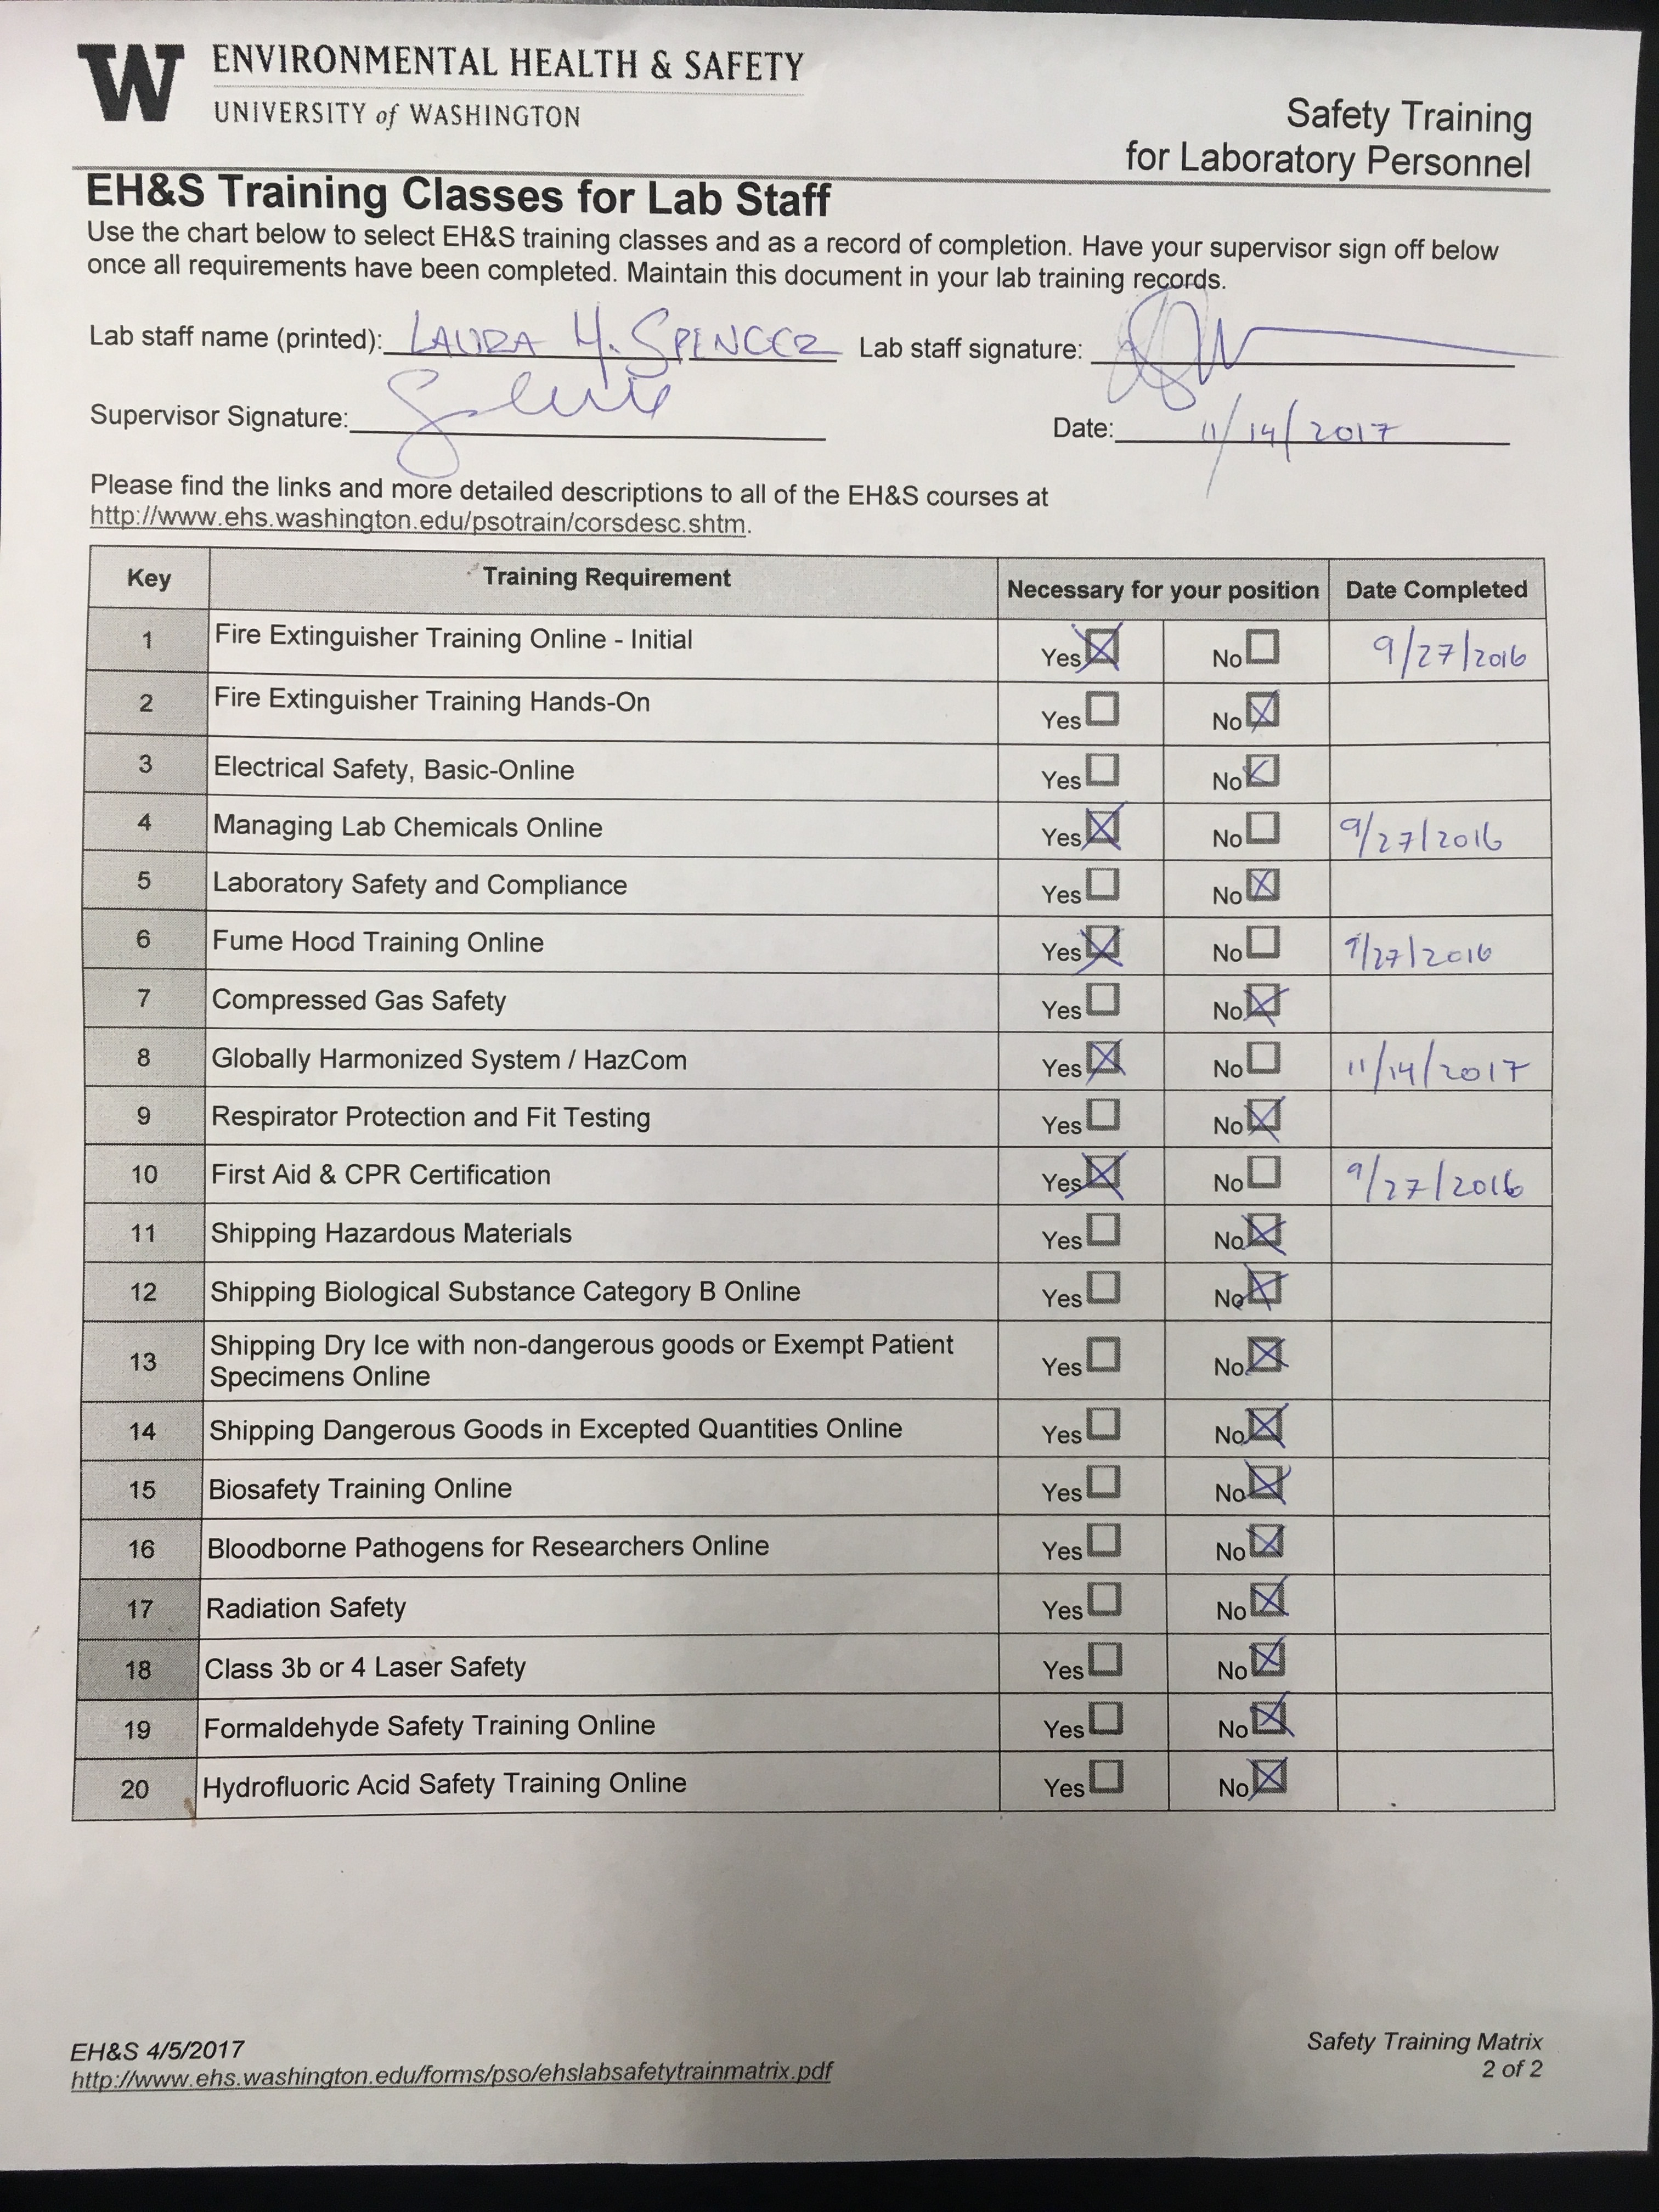 W ENVIRONMENTAL HEALTH & SAFETY
UNIVERSITY of WASHINGTON
Safety Training
for Laboratory Personnel
EH&S Training Classes for Lab Staff
Use the chart below to select EH&S training classes and as a record of completion. Have your supervisor sign off below
once all requirements have been completed. Maintain this document in your lab training records.
Lab staff name (printed): LAURA H. SPENCER Lab staff signature:
Supervisor Signature: Date: 11/14/2017
Please find the links and more detailed descriptions to all of the EH&S courses at
http://www.ehs.washington.edu/psotrain/corsdesc.shtm.
Key Training Requirement Necessary for your position Date Completed
1 Fire Extinguisher Training Online - Initial Yes No 9/27/2016
2 Fire Extinguisher Training Hands-On Yes No
3 Electrical Safety, Basic-Online Yes No
4 Managing Lab Chemicals Online Yes No 9/27/2016
5 Laboratory Safety and Compliance Yes No
6 Fume Hood Training Online Yes No 9/27/2016
7 Compressed Gas Safety Yes No
8 Globally Harmonized System / HazCom Yes No 11/14/2017
9 Respirator Protection and Fit Testing Yes No
10 First Aid & CPR Certification Yes No 9/27/2016
11 Shipping Hazardous Materials Yes No
12 Shipping Biological Substance Category B Online Yes No
13 Shipping Dry Ice with non-dangerous goods or Exempt Patient
Specimens Online Yes No
14 Shipping Dangerous Goods in Excepted Quantities Online Yes No
15 Biosafety Training Online Yes No
16 Bloodborne Pathogens for Researchers Online Yes No
17 Radiation Safety Yes No
18 Class 3b or 4 Laser Safety Yes No
19 Formaldehyde Safety Training Online Yes No
20 Hydrofluoric Acid Safety Training Online Yes No
EH&S 4/5/2017 Safety Training Matrix
http://www.ehs.washington.edu/forms/pso/ehslabsafetytrainmatrix.pdf 2 of 2